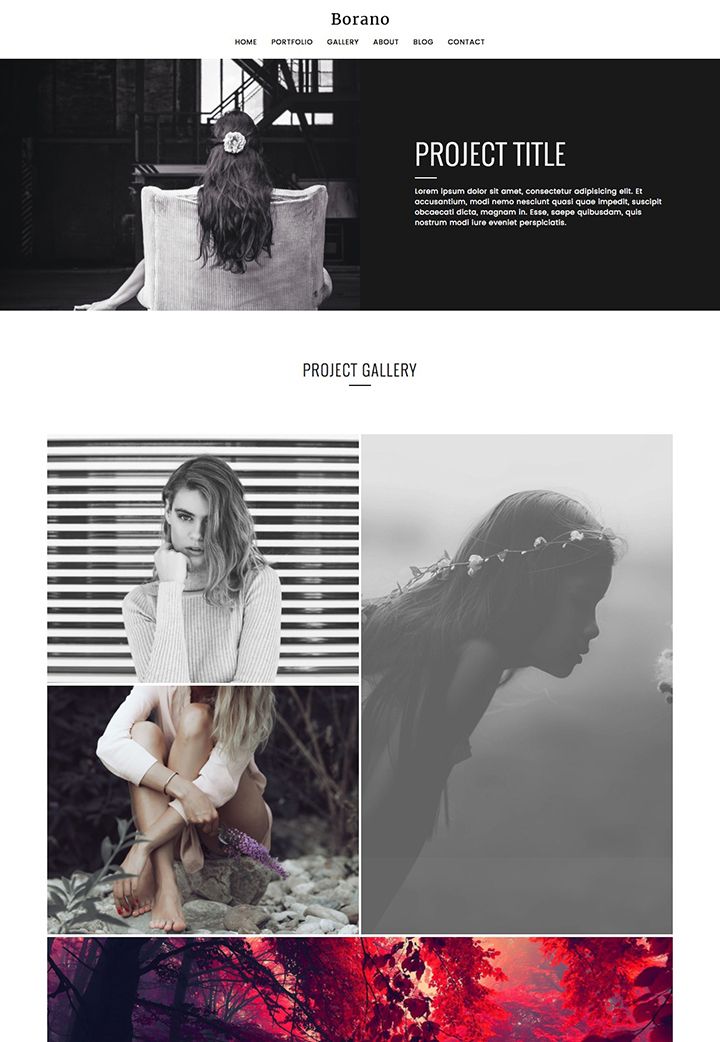 Borano
HOME PORTFOLIO GALLERY ABOUT BLOG CONTACT
PROJECT TITLE
Lorem ipsum dolor sit amet, consectetur adipisicing elit. Et
accusantium, modi nemo nesciunt quasi quae impedit, suscipit
obcaecati dicta, magnam in. Esse, saepe quibusdam, quis
nostrum modi iure eveniet perspiciatis.
PROJECT GALLERY